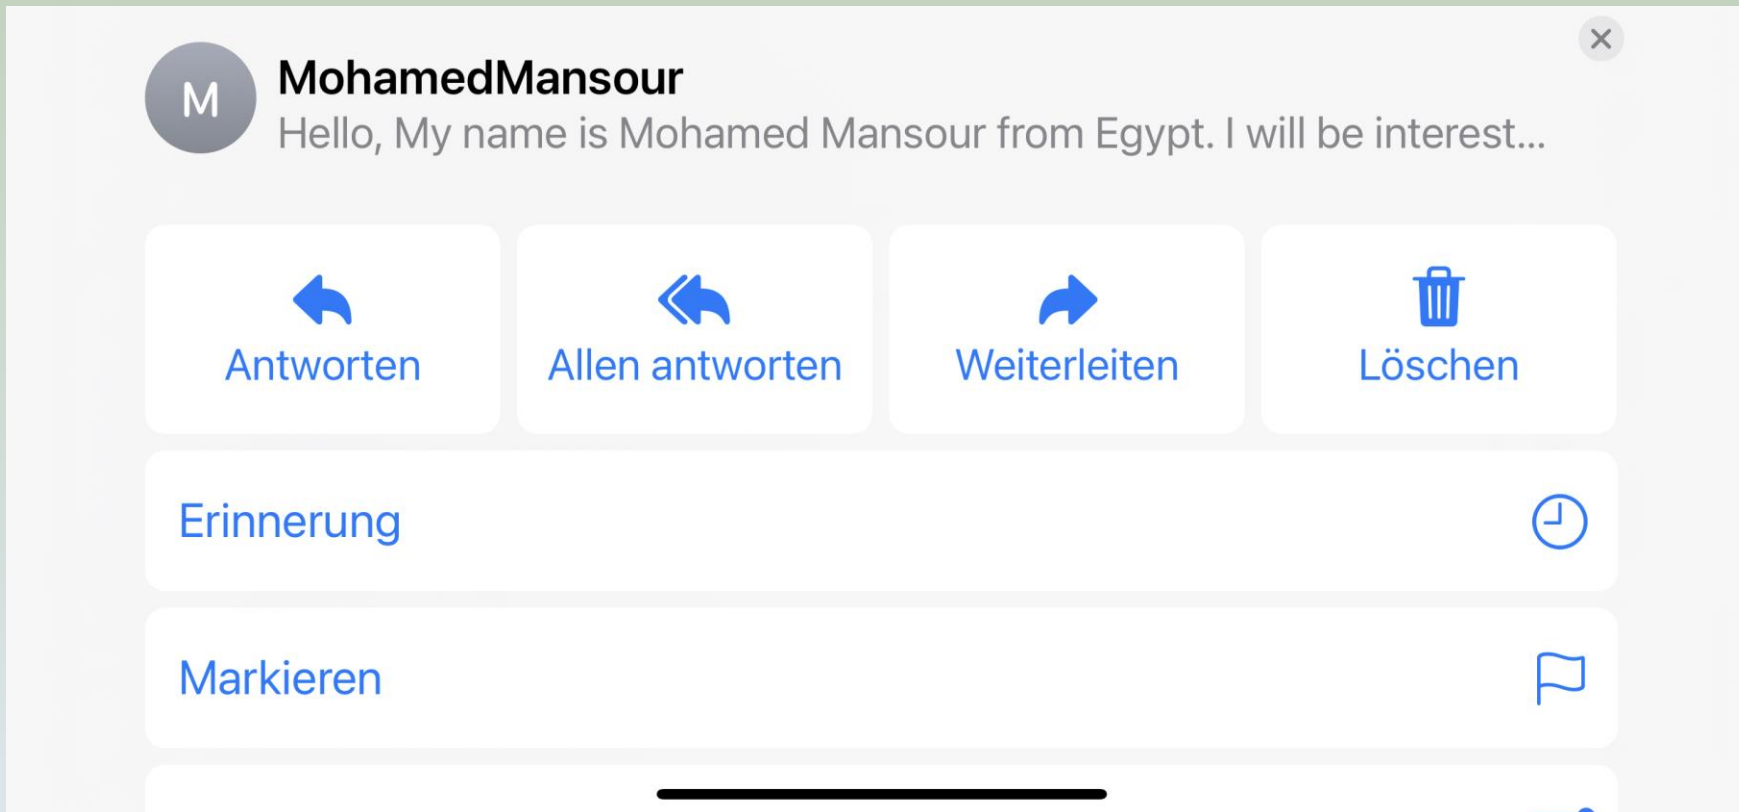 M
MohamedMansour
Hello, My name is Mohamed Mansour from Egypt. I will be interest...
Antworten
Allen antworten
Weiterleiten
Löschen
Erinnerung
Markieren